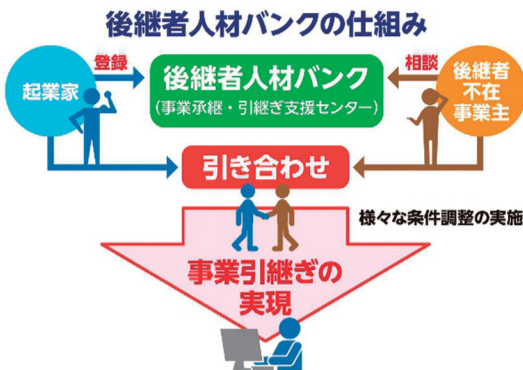 後継者人材バンクの仕組み
登録
相談
起業家
後継者人材バンク
(事業承継・引継ぎ支援センター)
後継者
不在
事業主
引き合わせ
様々な条件調整の実施
事業引継ぎの
実現